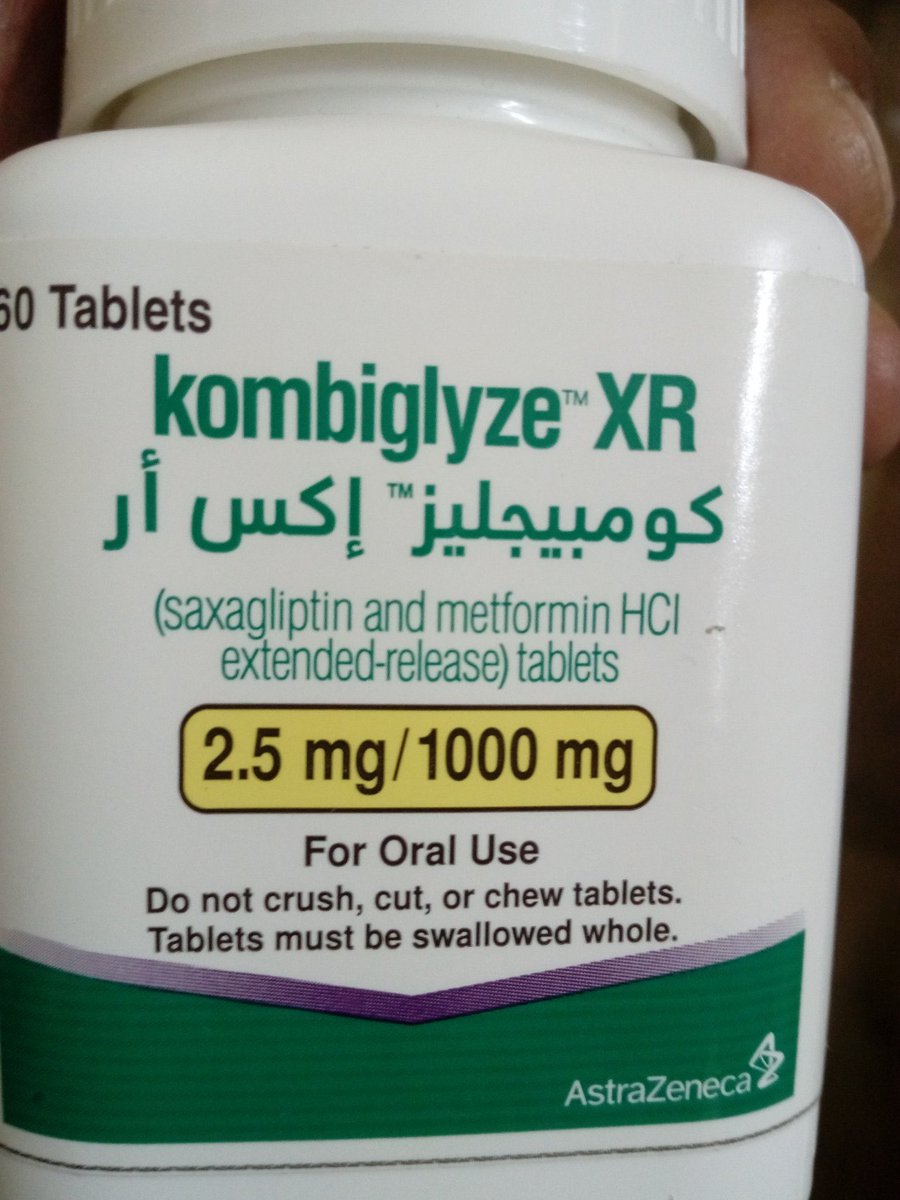 60 Tablets
kombiglyze™ XR
كومبيجليز™ إكس أر
(saxagliptin and metformin HCl
extended-release) tablets
2.5 mg/1000 mg
For Oral Use
Do not crush, cut, or chew tablets.
Tablets must be swallowed whole.
AstraZeneca